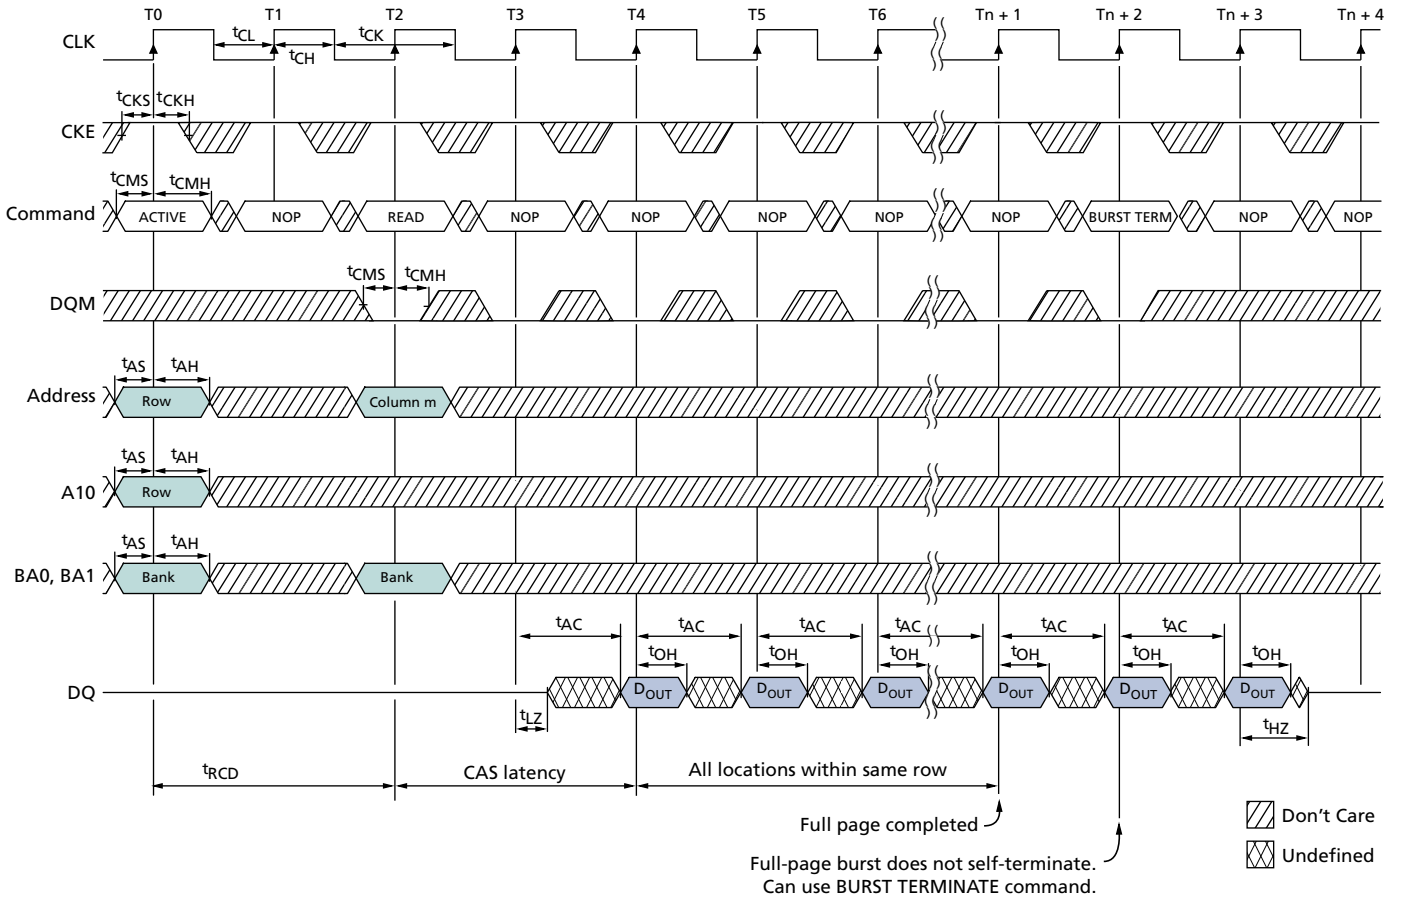 T0 T1 T2 T3 T4 T5 T6 Tn + 1 Tn + 2 Tn + 3 Tn + 4
CLK tCL tCH tCK
tCKS tCKH
CKE
tCMS tCMH
Command ACTIVE NOP READ NOP NOP NOP NOP NOP BURST TERM NOP NOP
tCMS tCMH
DQM
tAS tAH
Address Row Column m
tAS tAH
A10 Row
tAS tAH
BA0, BA1 Bank Bank
tAC tAC tAC tAC tAC tAC
tOH tOH tOH tOH tOH tOH
DQ DOUT DOUT DOUT DOUT DOUT DOUT
tLZ tHZ
tRCD CAS latency All locations within same row
Full page completed
Don't Care
Full-page burst does not self-terminate.
Can use BURST TERMINATE command.
Undefined